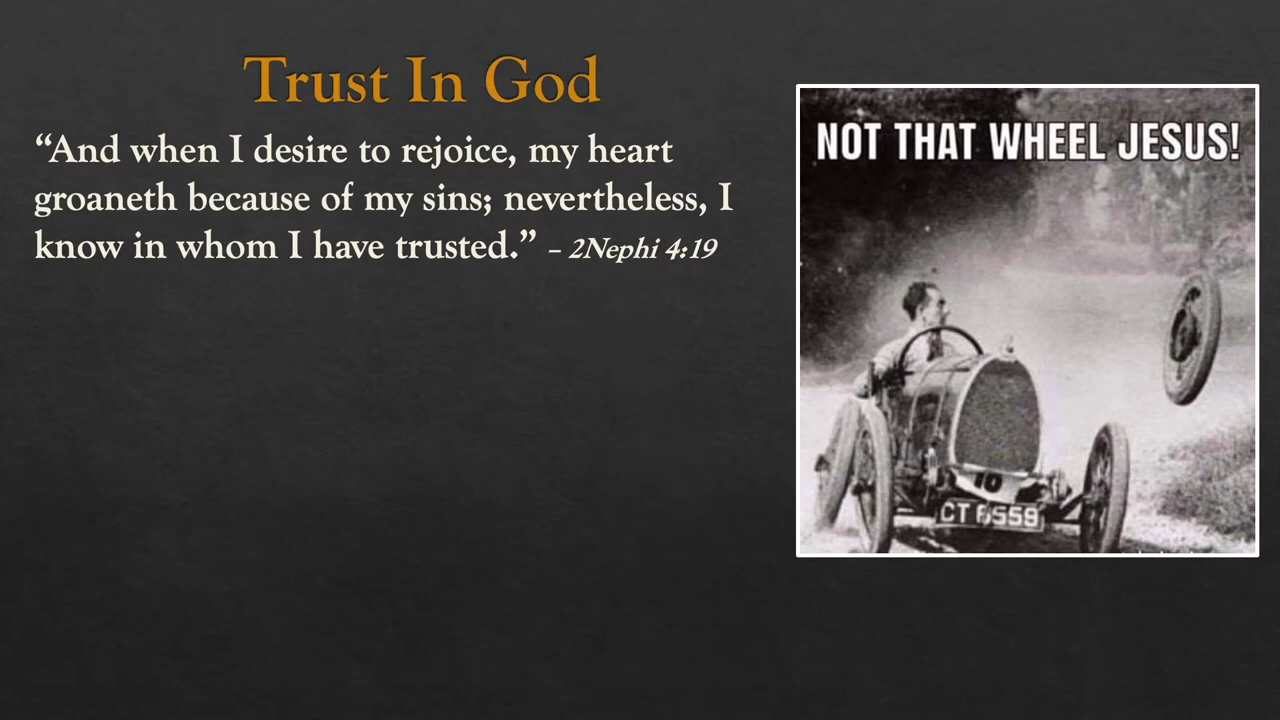 Trust In God
“And when I desire to rejoice, my heart
groaneth because of my sins; nevertheless, I
know in whom I have trusted.” – 2Nephi 4:19
NOT THAT WHEEL JESUS!
10
CT 6559